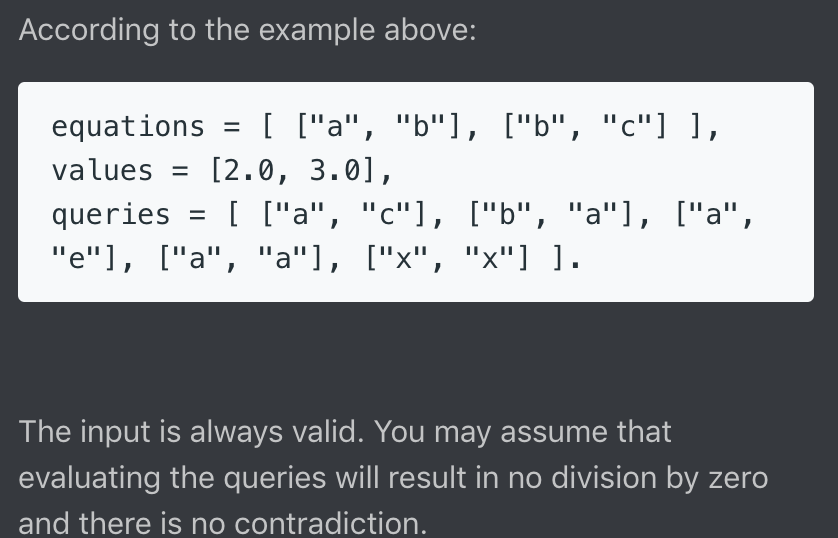 According to the example above:
equations = [ ["a", "b"], ["b", "c"] ],
values = [2.0, 3.0],
queries = [ ["a", "c"], ["b", "a"], ["a",
"e"], ["a", "a"], ["x", "x"] ].
The input is always valid. You may assume that
evaluating the queries will result in no division by zero
and there is no contradiction.